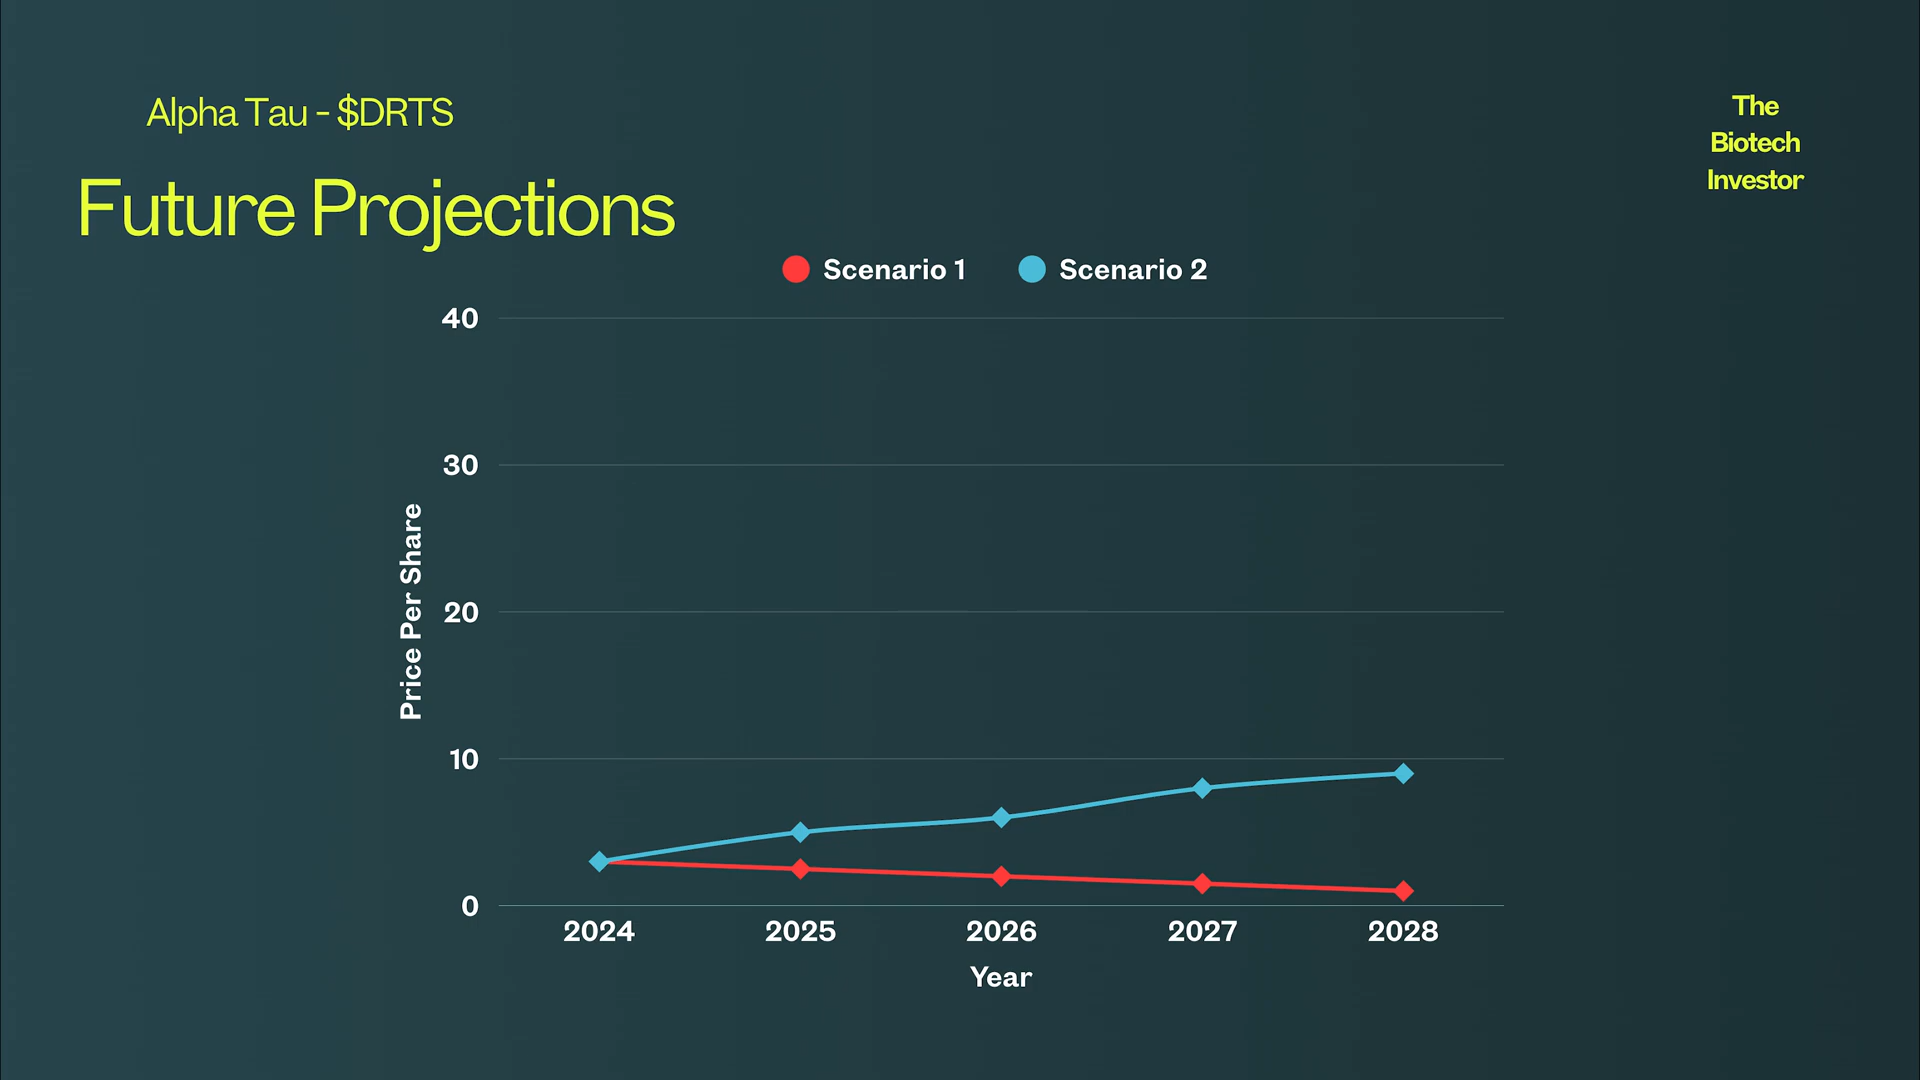 Alpha Tau - $DRTS
The
Biotech
Investor
Future Projections
Scenario 1
Scenario 2
40
30
20
10
0
Price Per Share
2024
2025
2026
2027
2028
Year